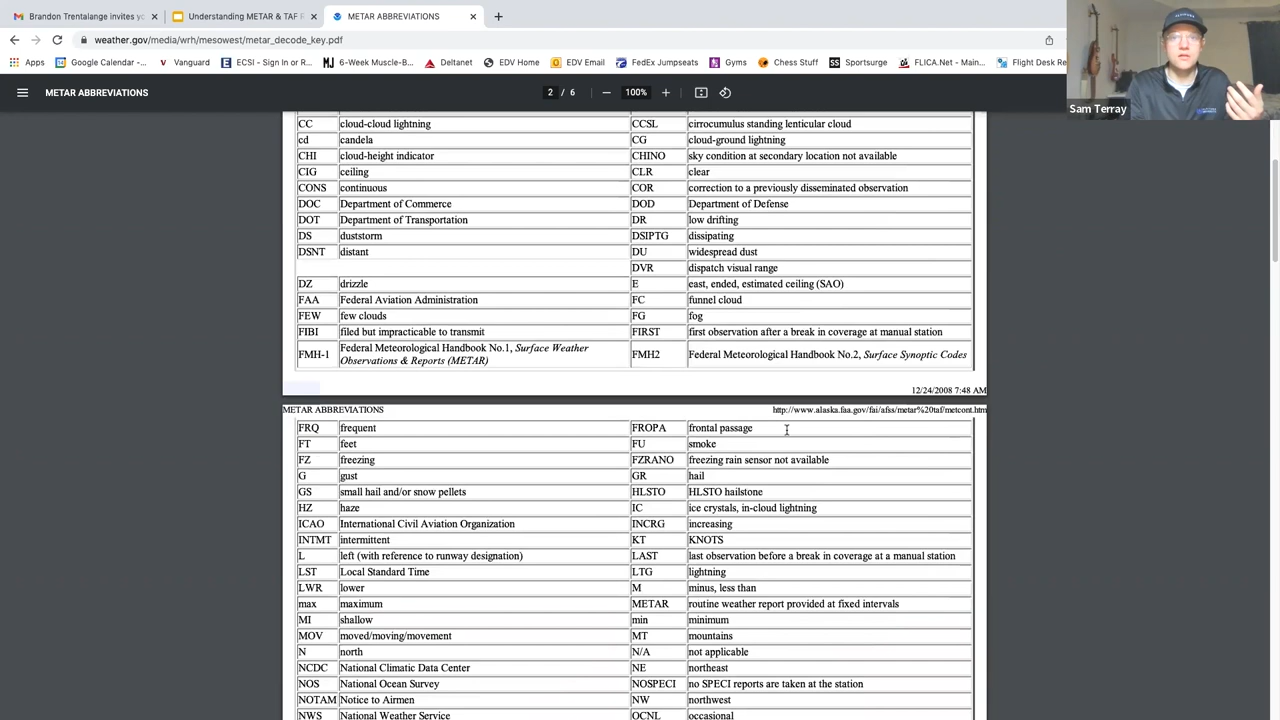 Brandon Trentalange invites yo
Understanding METAR & TAF F
METAR ABBREVIATIONS
weather.gov/media/wrh/mesowest/metar_decode_key.pdf
Apps
Google Calendar -...
Vanguard
ECSI - Sign In or R...
6-Week Muscle-B...
Deltanet
EDV Home
EDV Email
FedEx Jumpseats
Gyms
Chess Stuff
Sportsurge
FLICA.Net - Main...
Flight Desk Re
METAR ABBREVIATIONS
2 / 6
100%
Sam Terray
CC cloud-cloud lightning CCSL cirrocumulus standing lenticular cloud
cd candela CG cloud-ground lightning
CHI cloud-height indicator CHINO sky condition at secondary location not available
CIG ceiling CLR clear
CONS continuous COR correction to a previously disseminated observation
DOC Department of Commerce DOD Department of Defense
DOT Department of Transportation DR low drifting
DS duststorm DSIPTG dissipating
DSNT distant DU widespread dust
DVR dispatch visual range
DZ drizzle E east, ended, estimated ceiling (SAO)
FAA Federal Aviation Administration FC funnel cloud
FEW few clouds FG fog
FIBI filed but impracticable to transmit FIRST first observation after a break in coverage at manual station
FMH-1 Federal Meteorological Handbook No.1, Surface Weather
Observations & Reports (METAR) FMH2 Federal Meteorological Handbook No.2, Surface Synoptic Codes
12/24/2008 7:48 AM
METAR ABBREVIATIONS http://www.alaska.faa.gov/fai/afss/metar%20taf/metcont.htm
FRQ frequent FROPA frontal passage
FT feet FU smoke
FZ freezing FZRANO freezing rain sensor not available
G gust GR hail
GS small hail and/or snow pellets HLSTO HLSTO hailstone
HZ haze IC ice crystals, in-cloud lightning
ICAO International Civil Aviation Organization INCRG increasing
INTMT intermittent KT KNOTS
L left (with reference to runway designation) LAST last observation before a break in coverage at a manual station
LST Local Standard Time LTG lightning
LWR lower M minus, less than
max maximum METAR routine weather report provided at fixed intervals
MI shallow min minimum
MOV moved/moving/movement MT mountains
N north N/A not applicable
NCDC National Climatic Data Center NE northeast
NOS National Ocean Survey NOSPECI no SPECI reports are taken at the station
NOTAM Notice to Airmen NW northwest
NWS National Weather Service OCNL occasional